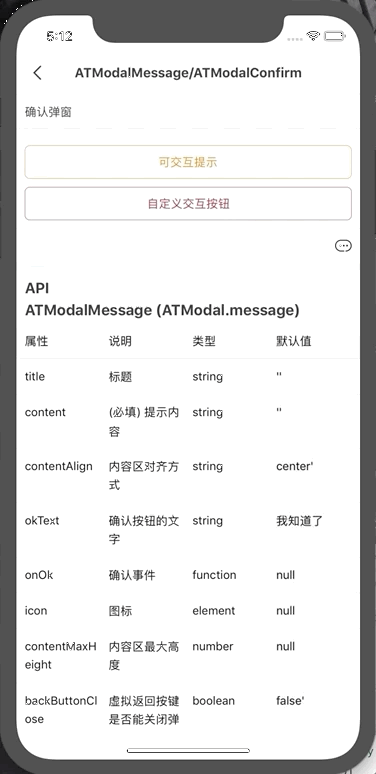 5:12
ATModalMessage/ATModalConfirm
确认弹窗
可交互提示
自定义交互按钮
API
ATModalMessage (ATModal.message)
属性 说明 类型 默认值
title 标题 string ''
content (必填) 提示内 string ''
容
contentAlign 内容区对齐方 string center'
式
okText 确认按钮的文 string 我知道了
字
onOk 确认事件 function null
icon 图标 element null
contentMaxH 内容区最大高 number null
eight 度
backButtonCl 虚拟返回按键 boolean false'
ose 是否能关闭弹